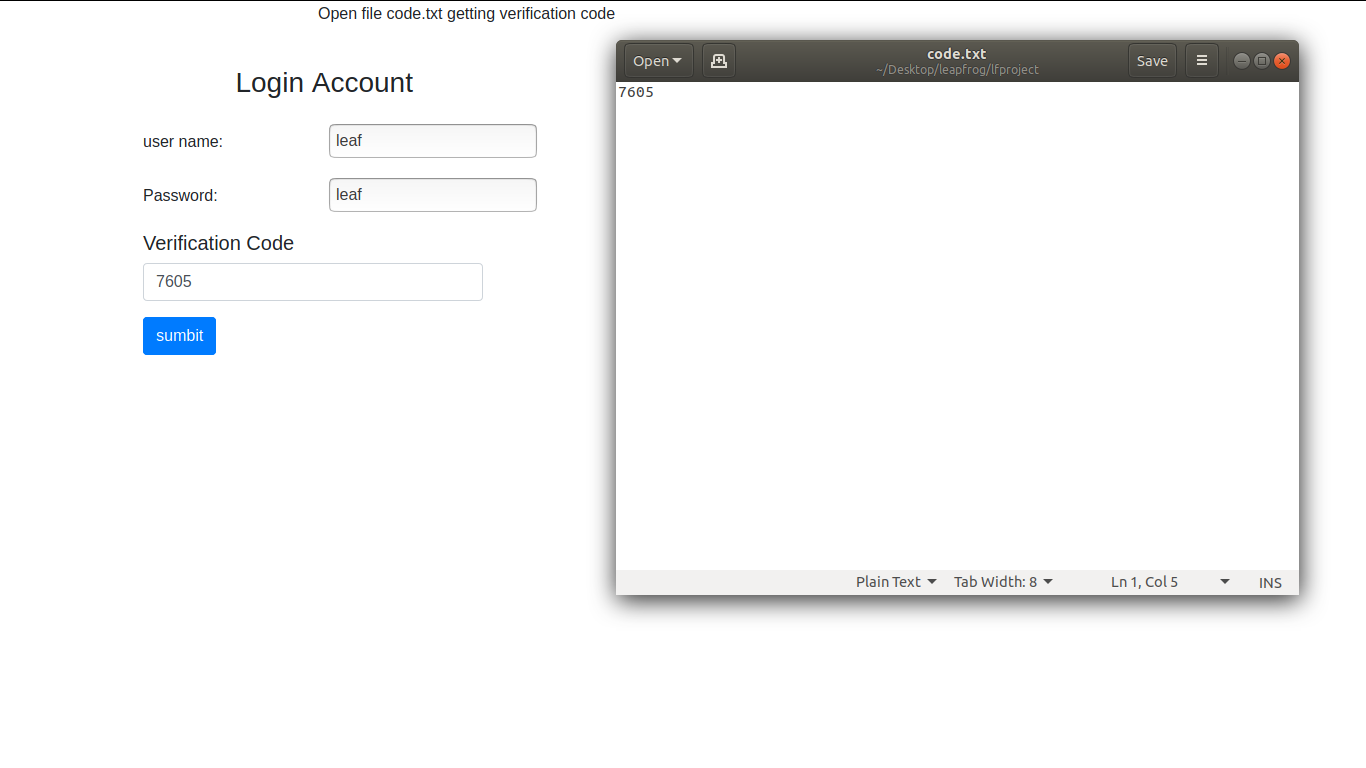 Open file code.txt getting verification code
Login Account
user name:
leaf
Password:
leaf
Verification Code
7605
sumbit
Open
code.txt
~/Desktop/leapfrog/lfproject
Save
7605
Plain Text
Tab Width: 8
Ln 1, Col 5
INS